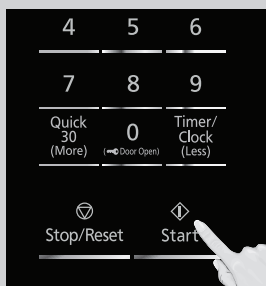 4 5 6
7 8 9
Quick 30 (More) 0 (Door Open) Timer/ Clock (Less)
Stop/Reset Start